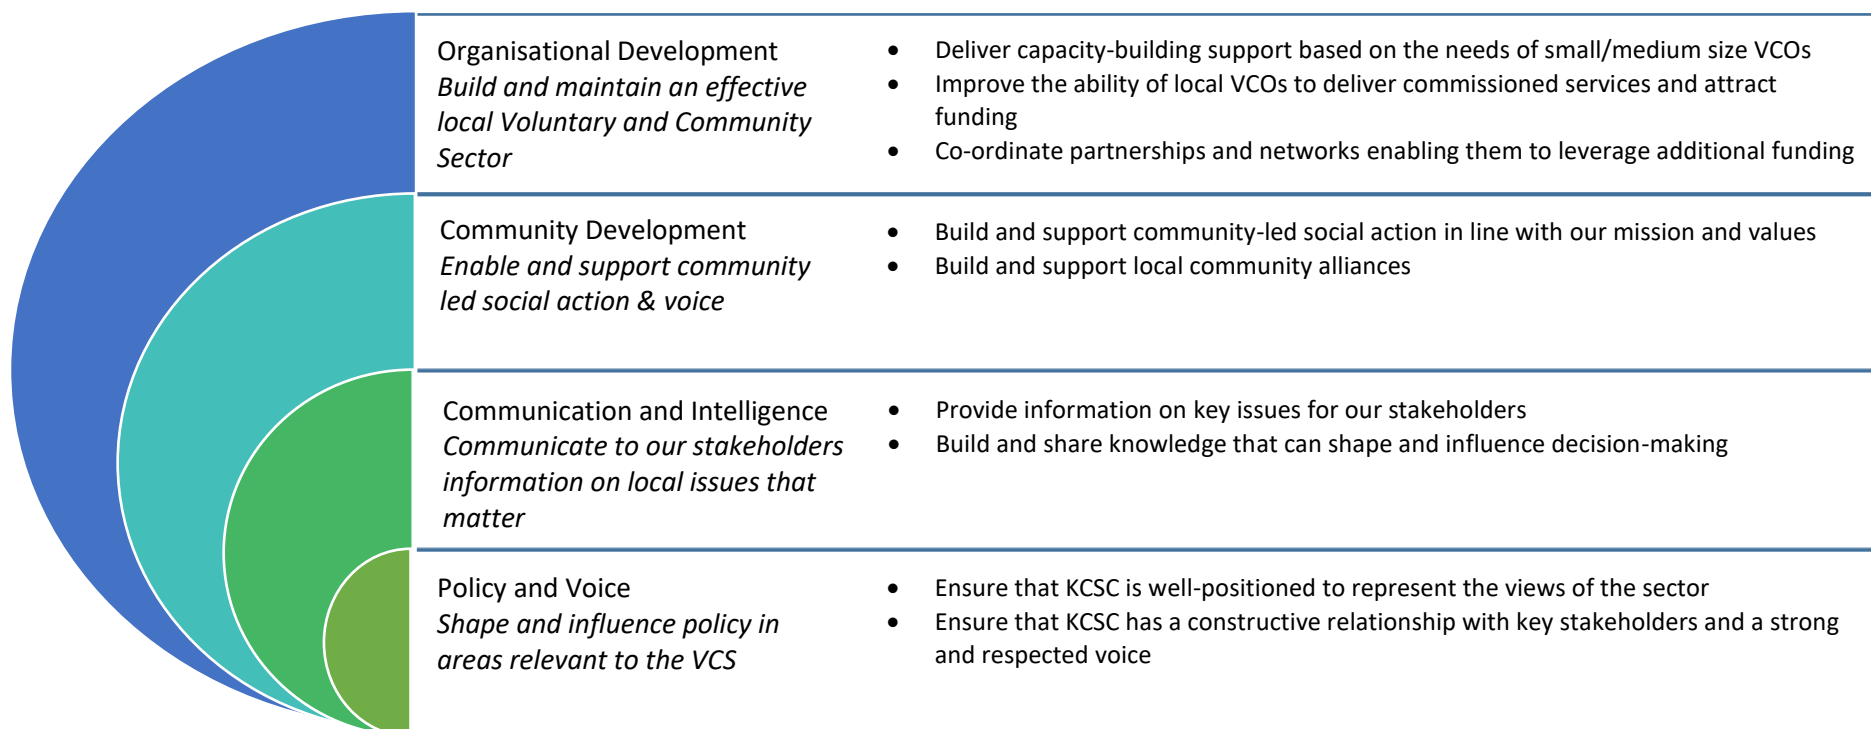 Organisational Development
Build and maintain an effective
local Voluntary and Community
Sector
• Deliver capacity-building support based on the needs of small/medium size VCOs
• Improve the ability of local VCOs to deliver commissioned services and attract
funding
• Co-ordinate partnerships and networks enabling them to leverage additional funding
Community Development
Enable and support community
led social action & voice
• Build and support community-led social action in line with our mission and values
• Build and support local community alliances
Communication and Intelligence
Communicate to our stakeholders
information on local issues that
matter
• Provide information on key issues for our stakeholders
• Build and share knowledge that can shape and influence decision-making
Policy and Voice
Shape and influence policy in
areas relevant to the VCS
• Ensure that KCSC is well-positioned to represent the views of the sector
• Ensure that KCSC has a constructive relationship with key stakeholders and a strong
and respected voice